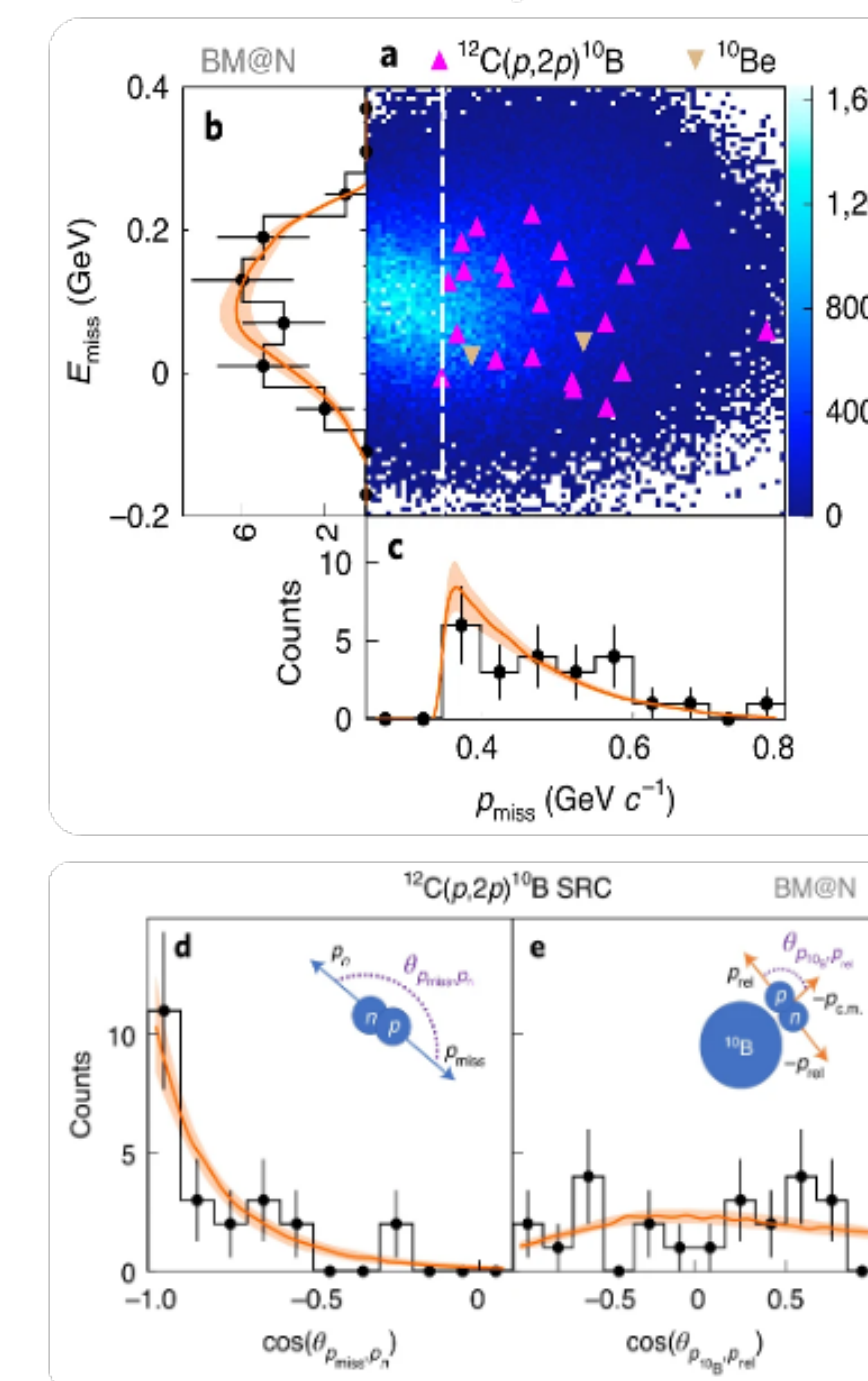 BM@N a ¹²C(p,2p)¹⁰B ¹⁰Be
b
0.4
0.2
0
−0.2
E_miss (GeV)
6 2
1,6
1,2
800
400
0
c
Counts
10
5
0
0.4 0.6 0.8
p_miss (GeV c⁻¹)
¹²C(p,2p)¹⁰B SRC BM@N
d
p_n
θ_p_miss,p_n
n p
p_miss
Counts
10
5
0
−1.0 −0.5 0
cos(θ_p_miss,p_n)
e
θ_p_10B,p_rel
p_rel
p
n
−p_c.m.
¹⁰B
−p_rel
−0.5 0 0.5
cos(θ_p_10B,p_rel)